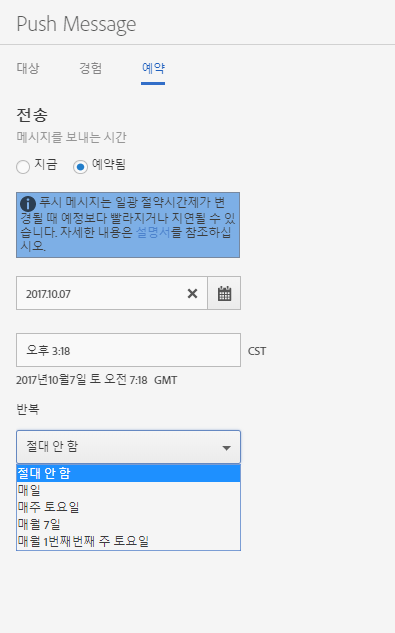 Push Message
대상 경험 예약
전송
메시지를 보내는 시간
지금 예약됨
푸시 메시지는 일광 절약시간제가 변
경될 때 예정보다 빨라지거나 지연될 수 있
습니다. 자세한 내용은 설명서를 참조하십
시오.
2017.10.07
오후 3:18 CST
2017년10월7일 토 오전 7:18 GMT
반복
절대 안 함
절대 안 함
매일
매주 토요일
매월 7일
매월 1번째번째 주 토요일